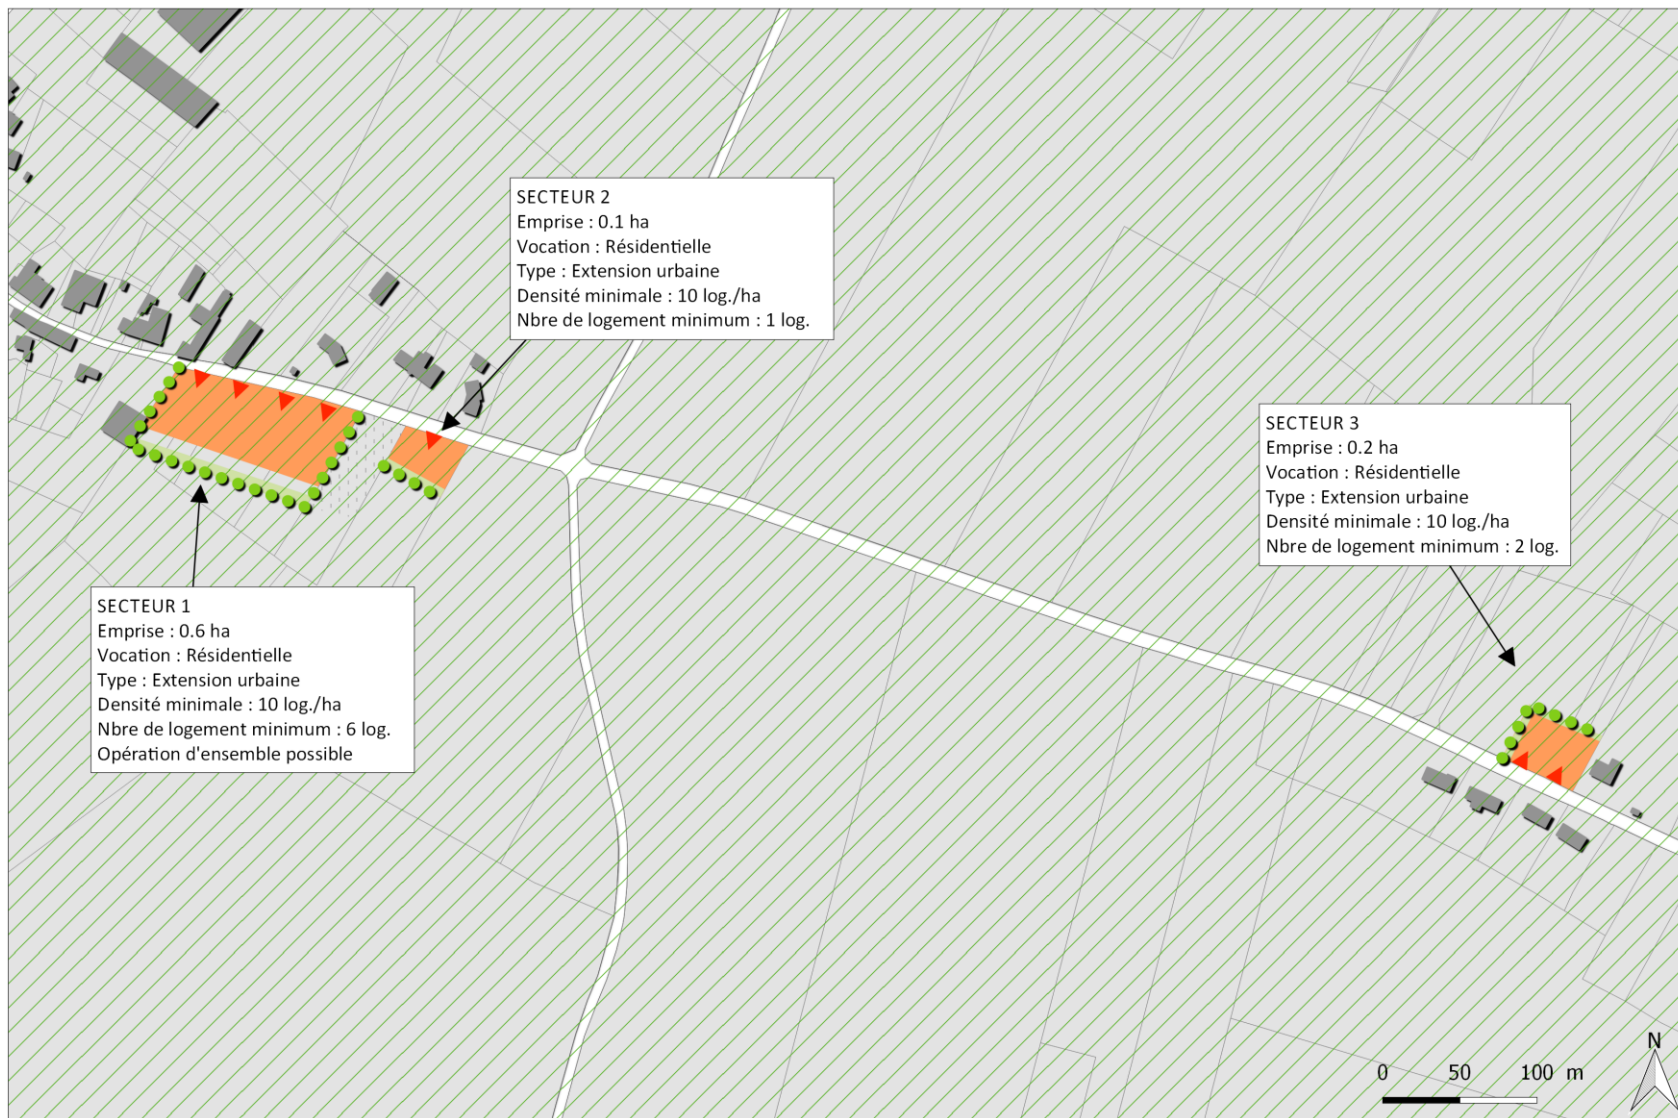 SECTEUR 2
Emprise : 0.1 ha
Vocation : Résidentielle
Type : Extension urbaine
Densité minimale : 10 log./ha
Nbre de logement minimum : 1 log.
SECTEUR 3
Emprise : 0.2 ha
Vocation : Résidentielle
Type : Extension urbaine
Densité minimale : 10 log./ha
Nbre de logement minimum : 2 log.
SECTEUR 1
Emprise : 0.6 ha
Vocation : Résidentielle
Type : Extension urbaine
Densité minimale : 10 log./ha
Nbre de logement minimum : 6 log.
Opération d'ensemble possible
N
0 50 100 m